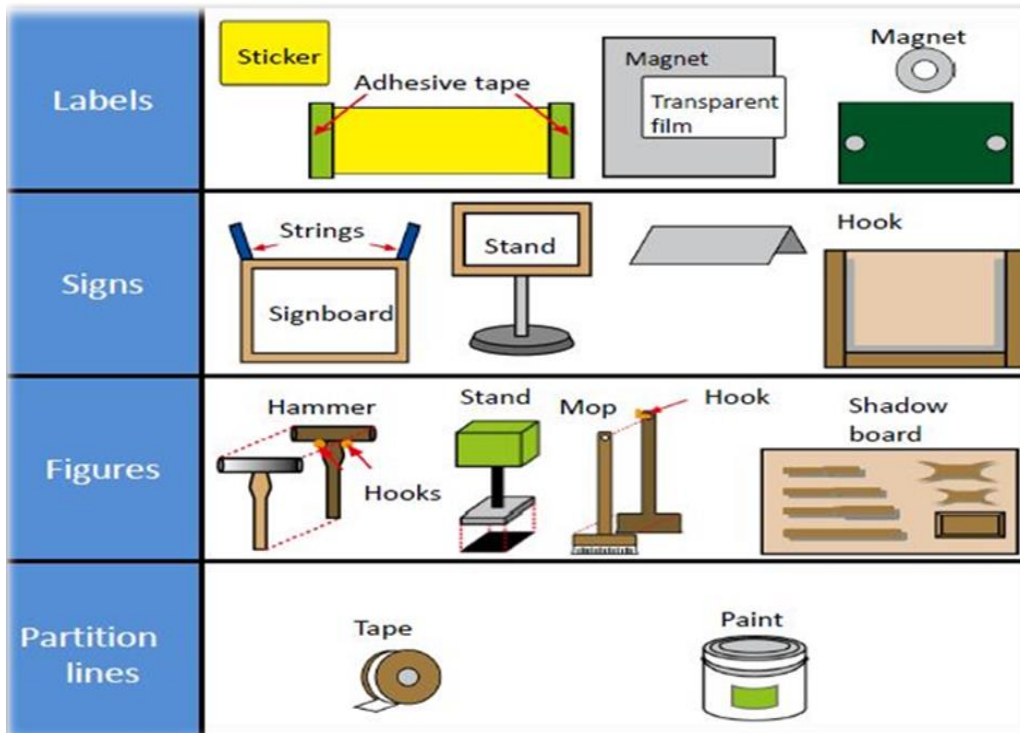 Labels
Sticker
Adhesive tape
Magnet
Transparent
film
Magnet
Signs
Strings
Signboard
Stand
Hook
Figures
Hammer
Hooks
Stand
Mop
Hook
Shadow
board
Partition
lines
Tape
Paint